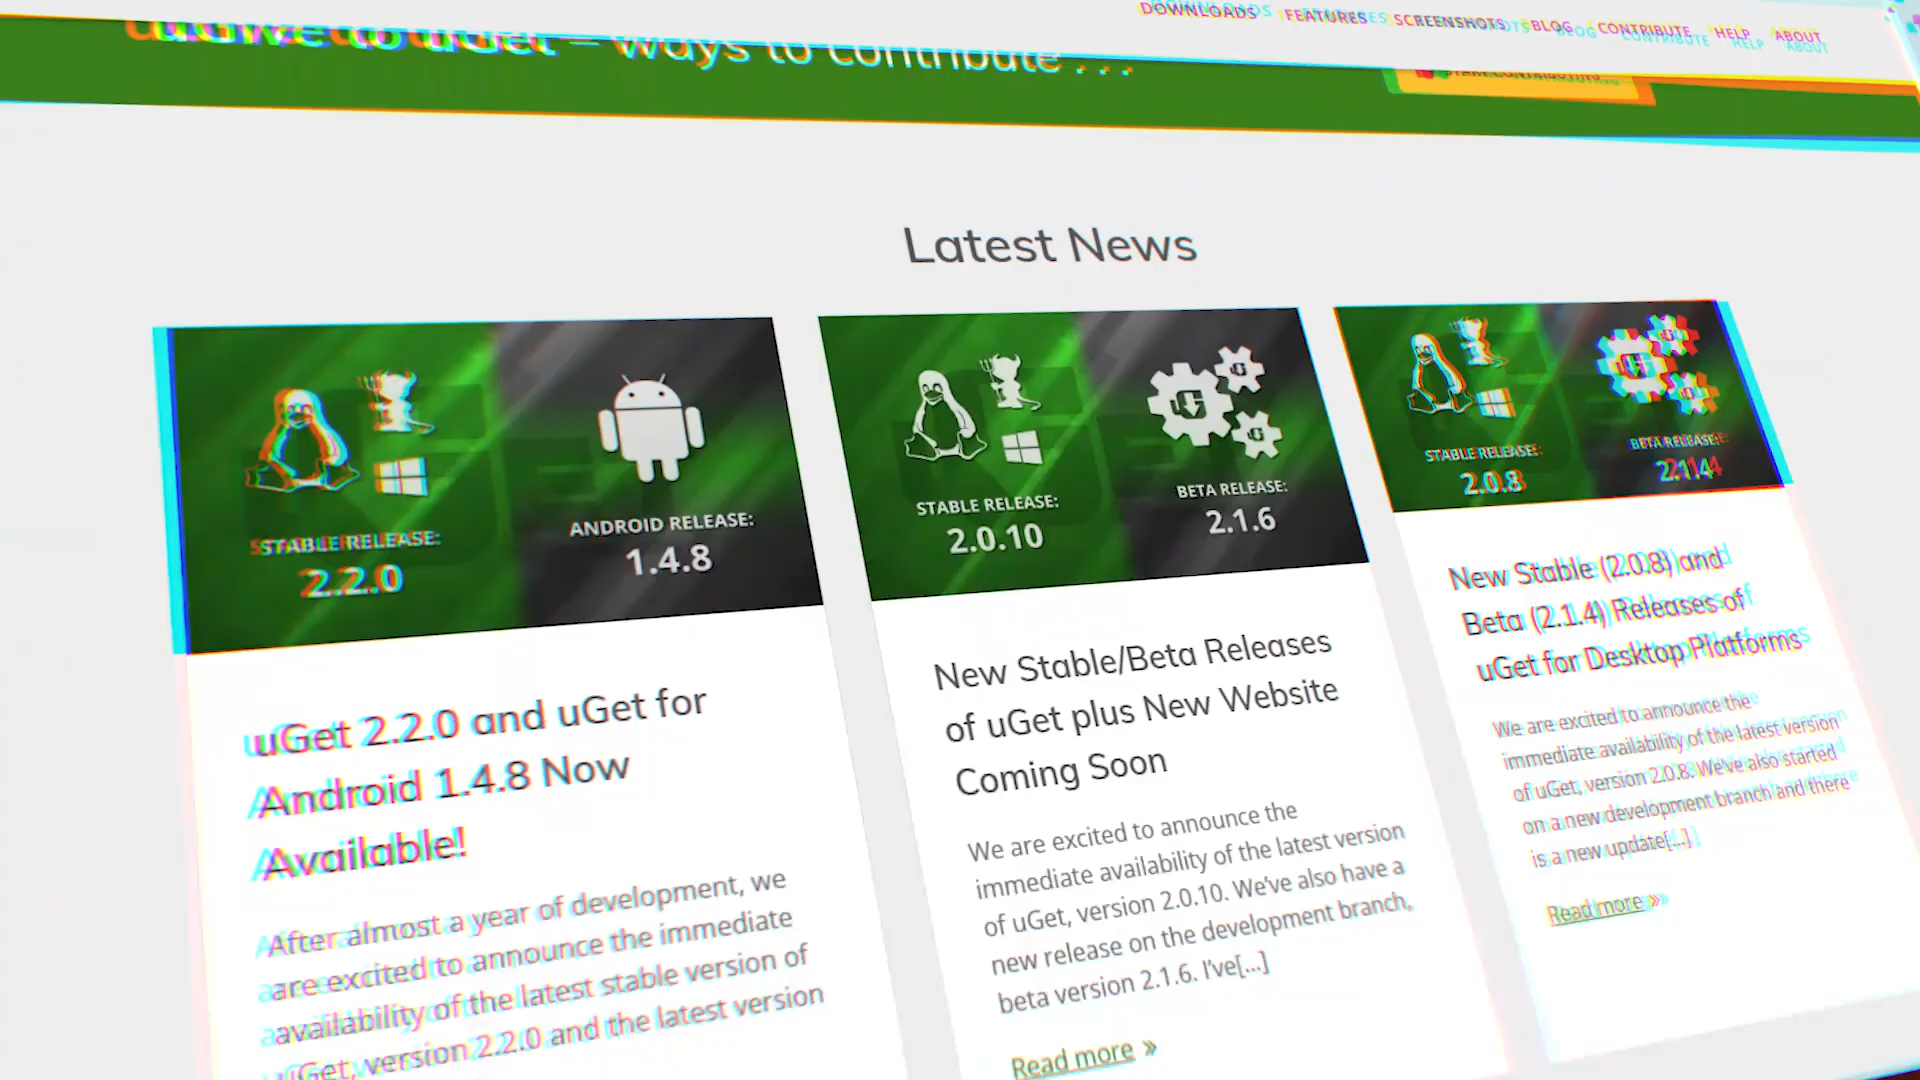 DOWNLOADS FEATURES SCREENSHOTS BLOG CONTRIBUTE HELP ABOUT
uGive to uGet – ways to contribute . . .
START CONTRIBUTING
Latest News
STABLE RELEASE:
2.2.0
ANDROID RELEASE:
1.4.8
uGet 2.2.0 and uGet for
Android 1.4.8 Now
Available!
After almost a year of development, we
are excited to announce the immediate
availability of the latest stable version of
uGet, version 2.2.0 and the latest version
STABLE RELEASE:
2.0.10
BETA RELEASE:
2.1.6
New Stable/Beta Releases
of uGet plus New Website
Coming Soon
We are excited to announce the
immediate availability of the latest version
of uGet, version 2.0.10. We've also have a
new release on the development branch,
beta version 2.1.6. I've[...]
Read more »
STABLE RELEASE:
2.0.8
BETA RELEASE:
2.1.4
New Stable (2.0.8) and
Beta (2.1.4) Releases of
uGet for Desktop Platforms
We are excited to announce the
immediate availability of the latest version
of uGet, version 2.0.8. We've also started
on a new development branch and there
is a new update[...]
Read more »